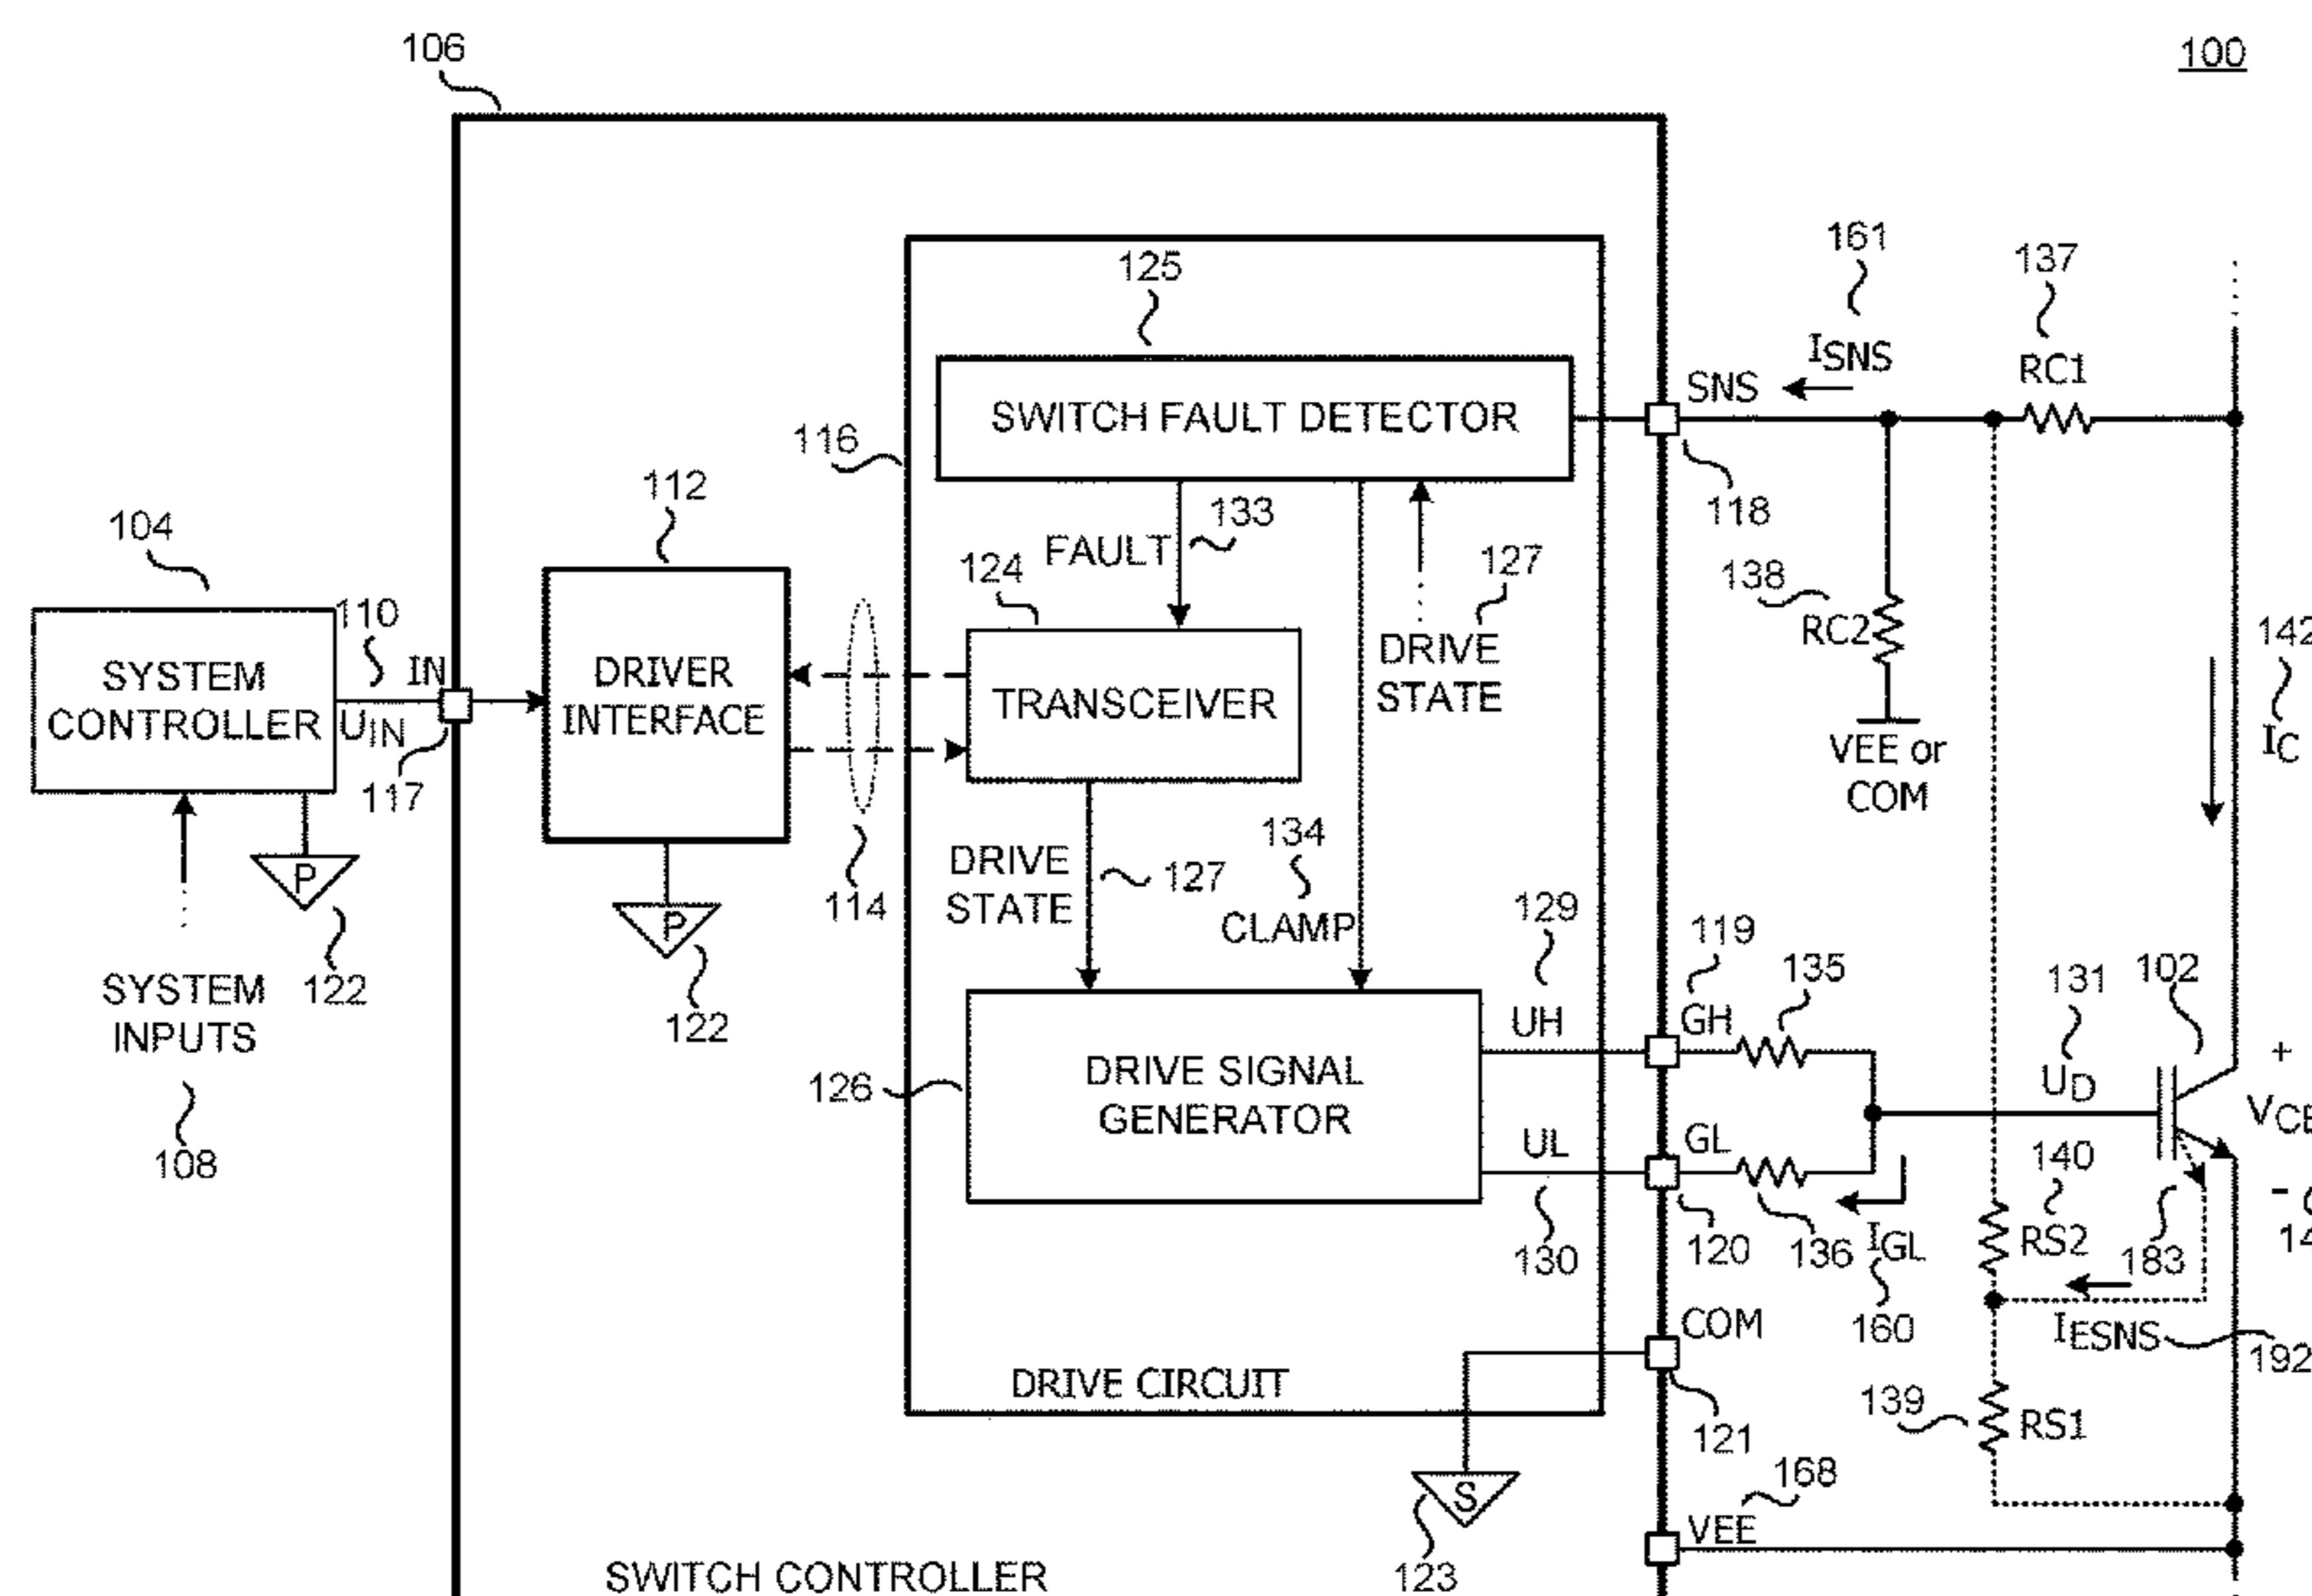 106
100
161
137
125
ISNS
RC1
SNS
SWITCH FAULT DETECTOR
116
112
118
133
104
FAULT
124
127
138
110
IN
RC2
142
DRIVER
INTERFACE
DRIVE
STATE
SYSTEM
CONTROLLER
UIN
TRANSCEIVER
IC
VEE or
COM
117
134
P
DRIVE
STATE
127
114
129
CLAMP
P
119
135
131
102
SYSTEM
INPUTS
122
122
UH
GH
+
UD
DRIVE SIGNAL
GENERATOR
126
VCE
UL
GL
140
108
-
RS2
130
120
136
IGL
183
14
COM
160
IESNS
192
DRIVE CIRCUIT
139
RS1
121
168
S
VEE
SWITCH CONTROLLER
123